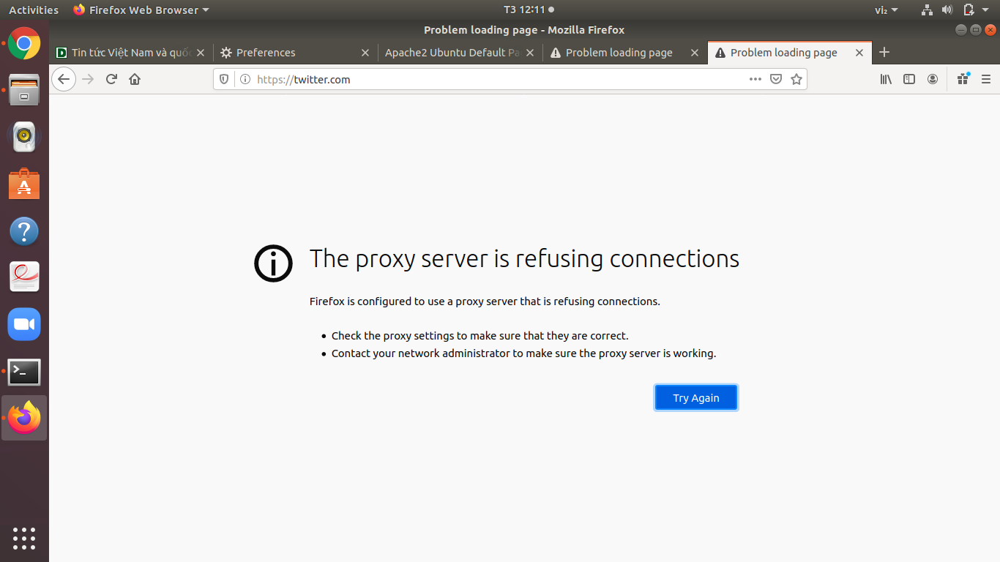 Activities
Firefox Web Browser
T3 12:11
vi₂
Problem loading page - Mozilla Firefox
Tin tức Việt Nam và quốc
Preferences
Apache2 Ubuntu Default Pa
Problem loading page
Problem loading page
https://twitter.com
The proxy server is refusing connections
Firefox is configured to use a proxy server that is refusing connections.
Check the proxy settings to make sure that they are correct.
Contact your network administrator to make sure the proxy server is working.
Try Again